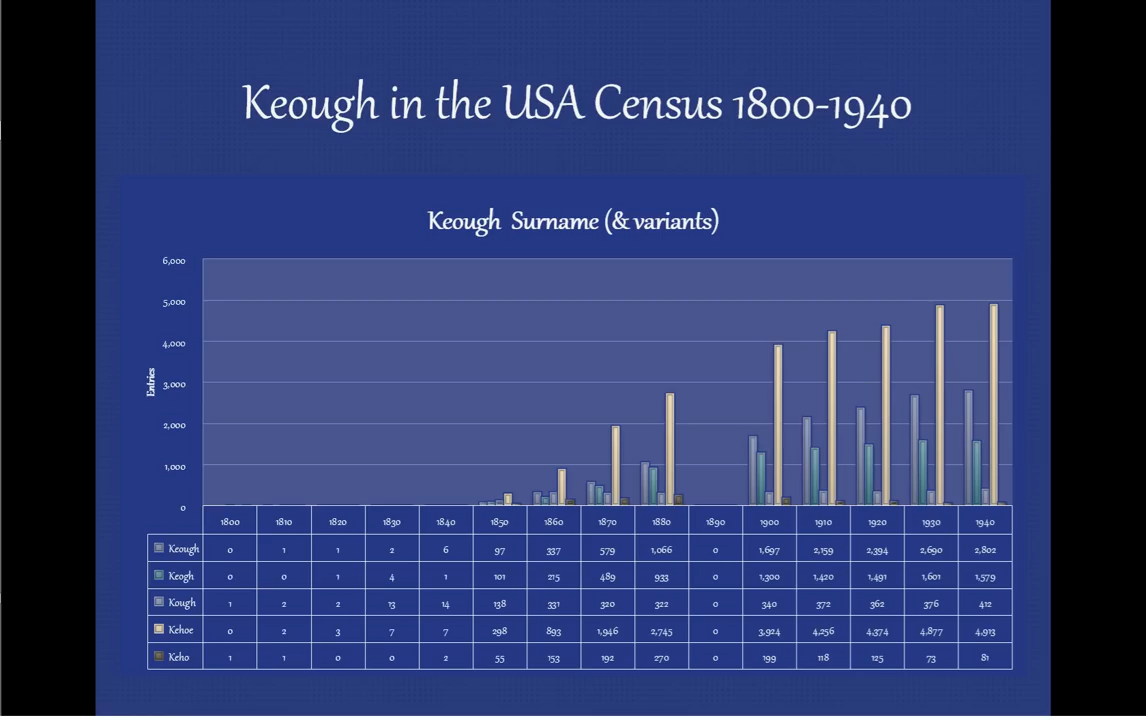 Keough in the USA Census 1800-1940
Keough Surname (& variants)
Entries
6,000
5,000
4,000
3,000
2,000
1,000
0
1800 1810 1820 1830 1840 1850 1860 1870 1880 1890 1900 1910 1920 1930 1940
Keough 0 1 1 2 6 97 337 579 1,066 0 1,697 2,159 2,394 2,690 2,802
Keogh 0 0 1 4 1 101 215 489 933 0 1,300 1,420 1,491 1,601 1,579
Kough 1 2 2 13 14 138 331 320 322 0 340 372 362 376 412
Kehoe 0 2 3 7 7 298 893 1,946 2,745 0 3,924 4,256 4,374 4,877 4,913
Keho 1 1 0 0 2 55 153 192 270 0 199 118 125 73 81